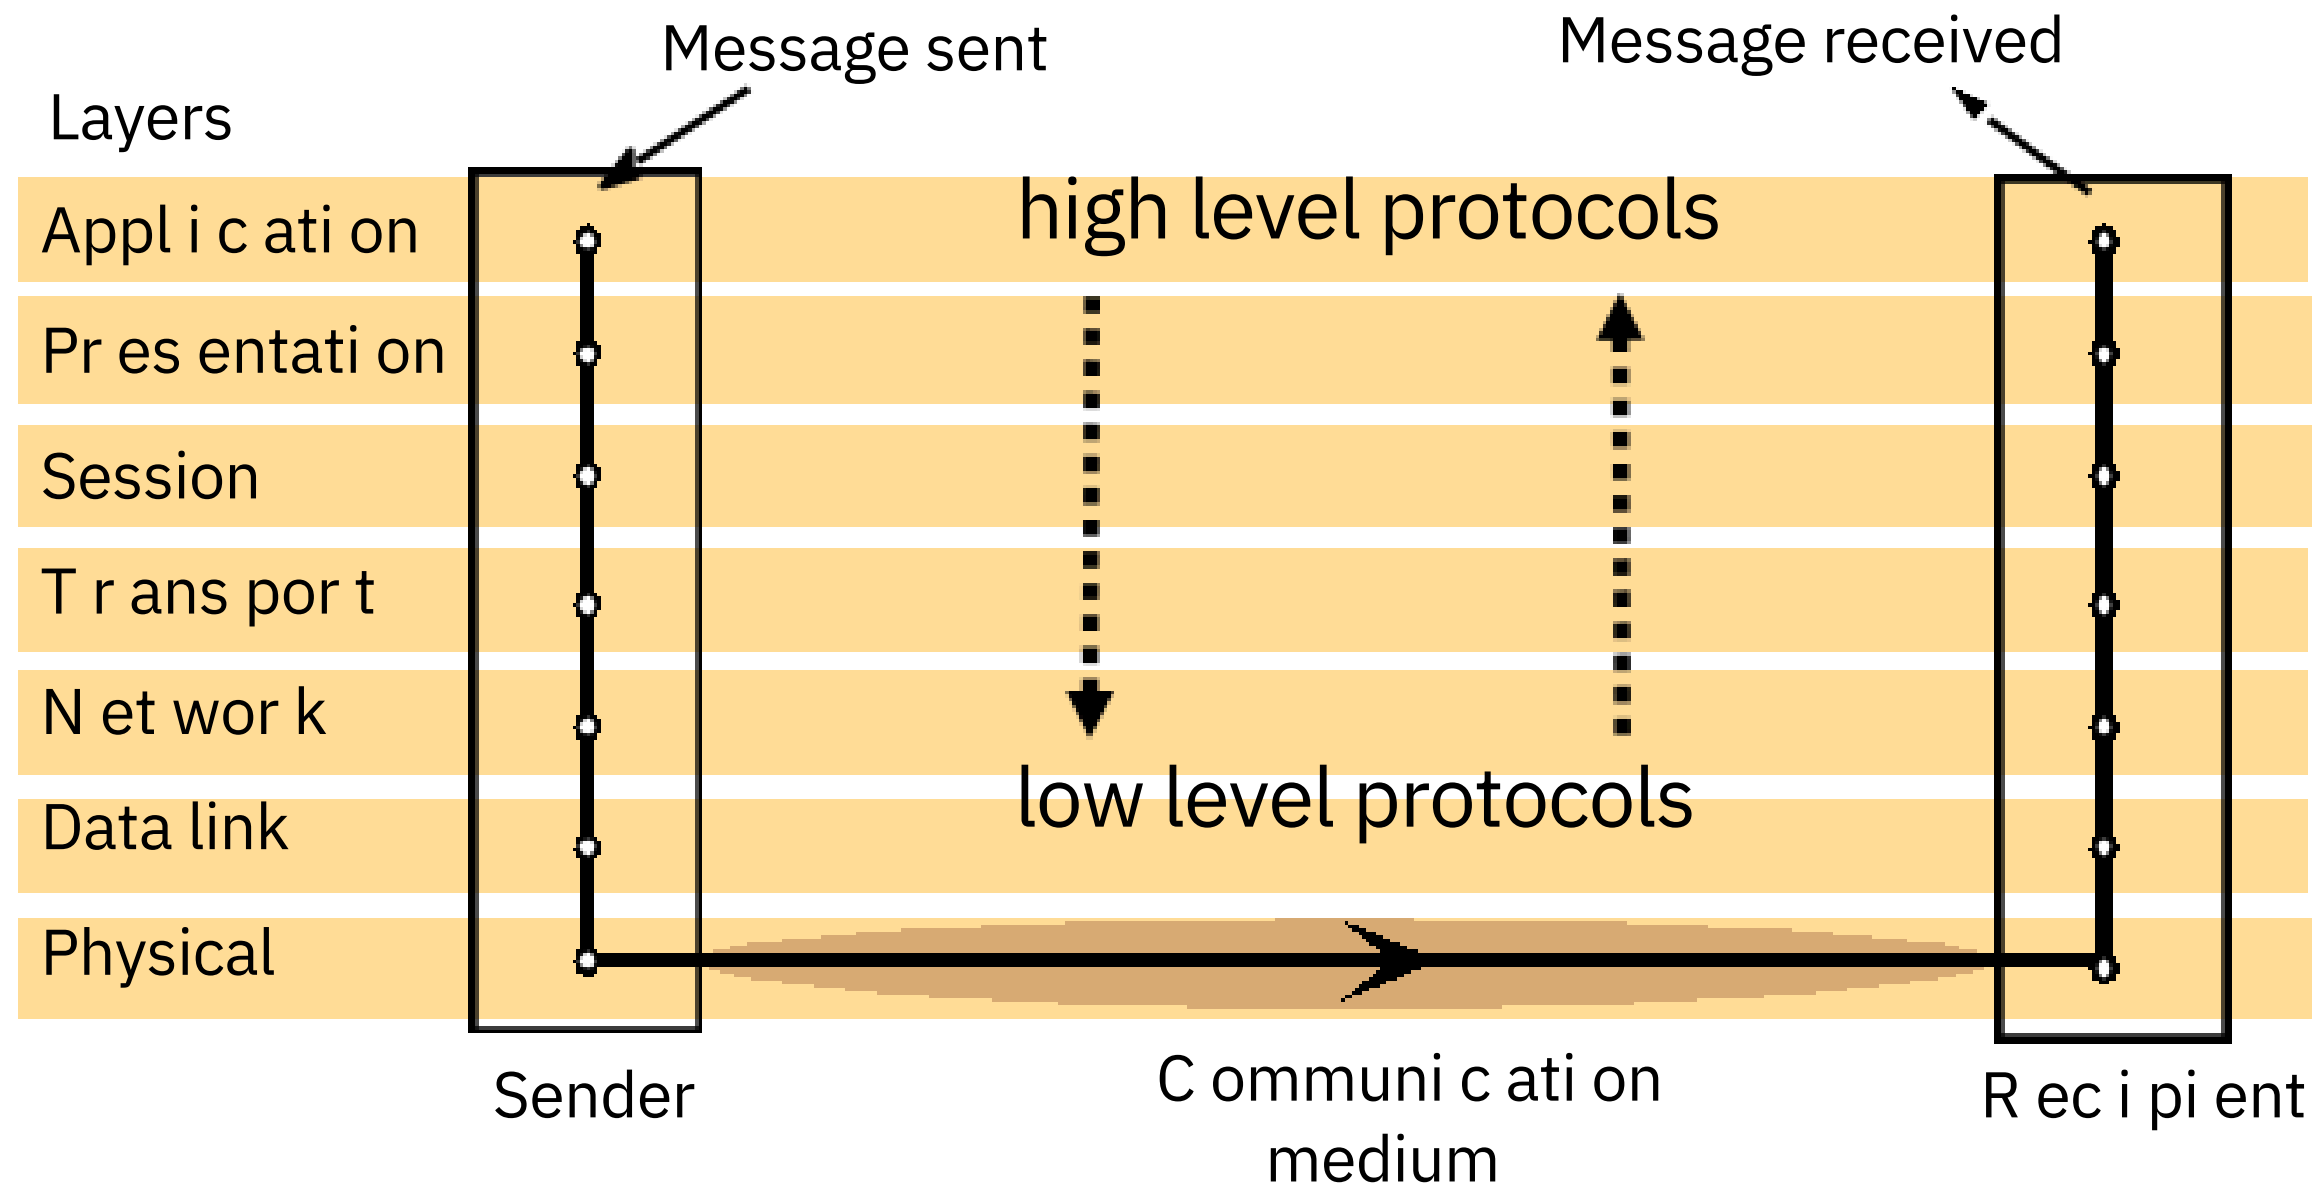 Message sent
Message received
Layers
Application
high level protocols
Presentation
Session
Transport
Network
low level protocols
Data link
Physical
Sender
Communication
medium
Recipient